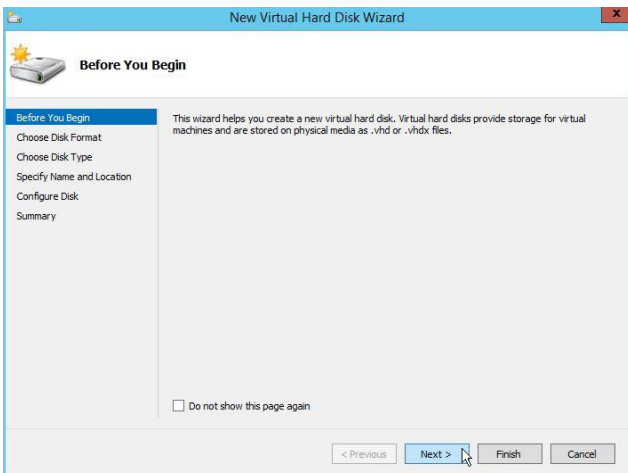 New Virtual Hard Disk Wizard
x
Before You Begin
Before You Begin
Choose Disk Format
Choose Disk Type
Specify Name and Location
Configure Disk
Summary
This wizard helps you create a new virtual hard disk. Virtual hard disks provide storage for virtual
machines and are stored on physical media as .vhd or .vhdx files.
Do not show this page again
< Previous
Next >
Finish
Cancel